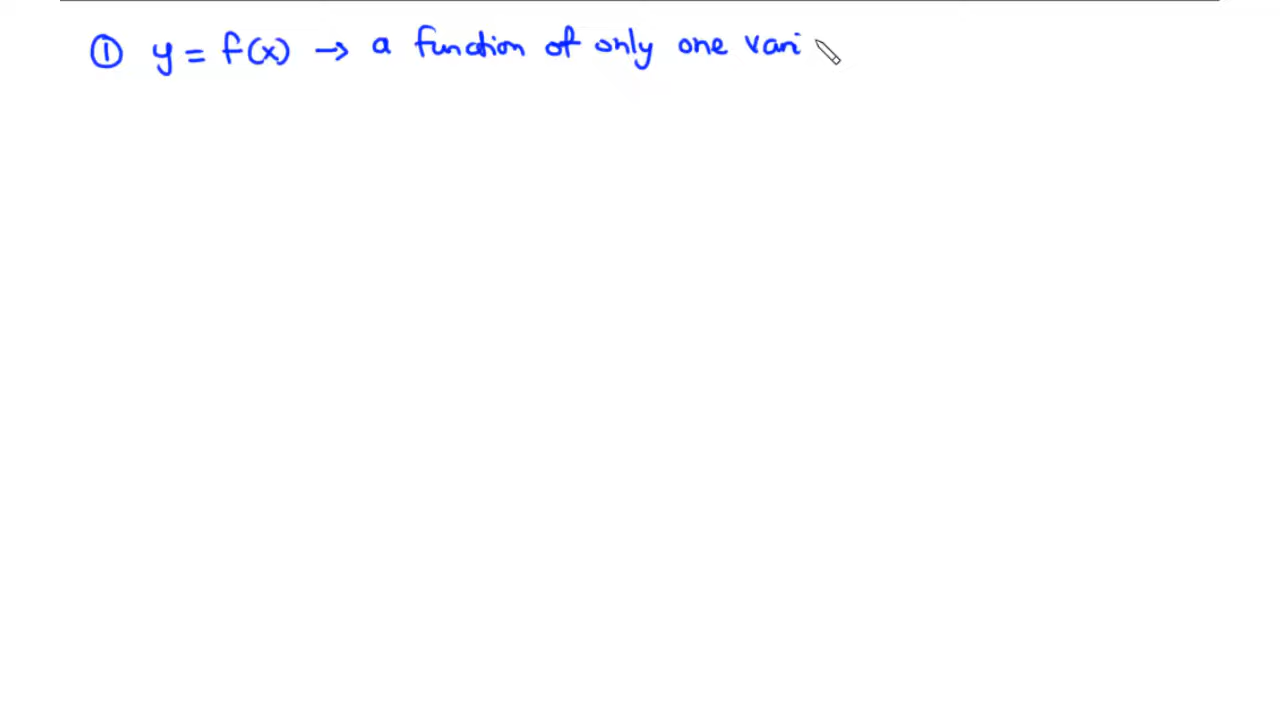 ① y = f(x) → a function of only one vari